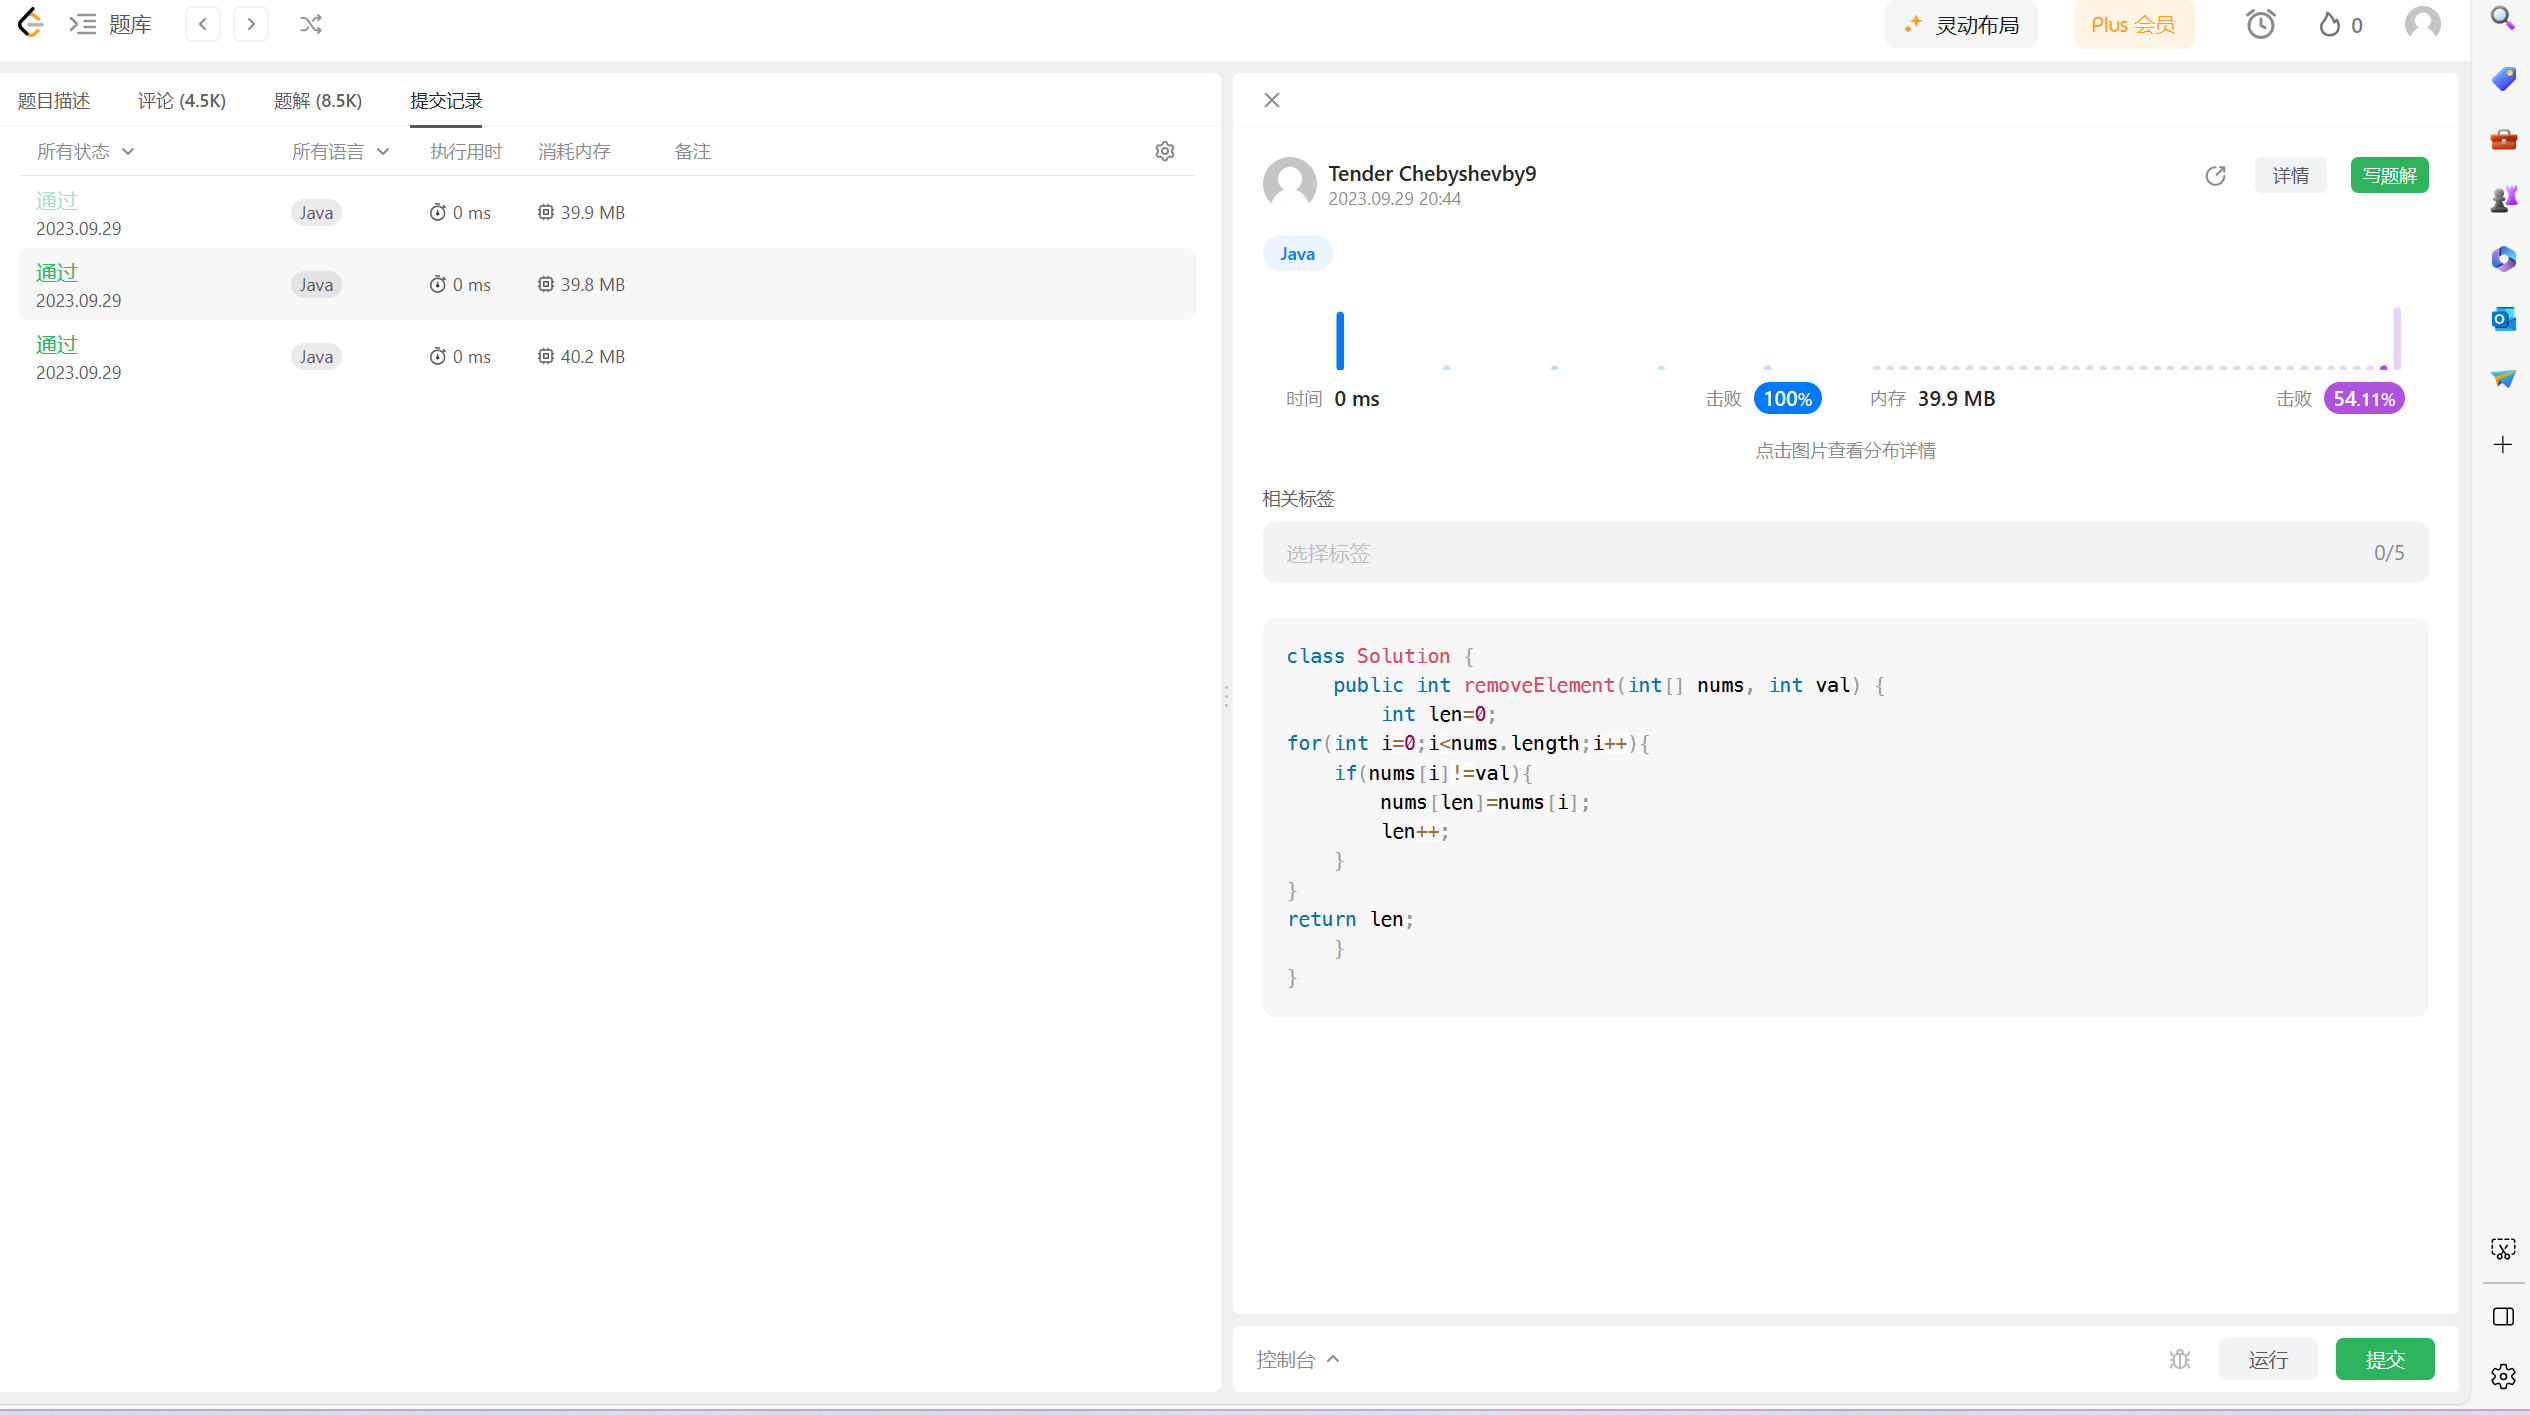 题库
灵动布局
Plus 会员
0
题目描述 评论 (4.5K) 题解 (8.5K) 提交记录
所有状态 所有语言 执行用时 消耗内存 备注
通过
2023.09.29
Java 0 ms 39.9 MB
通过
2023.09.29
Java 0 ms 39.8 MB
通过
2023.09.29
Java 0 ms 40.2 MB
Tender Chebyshevby9
2023.09.29 20:44
详情 写题解
Java
时间 0 ms 击败 100% 内存 39.9 MB 击败 54.11%
点击图片查看分布详情
相关标签
选择标签 0/5
class Solution {
    public int removeElement(int[] nums, int val) {
        int len=0;
for(int i=0;i<nums.length;i++){
    if(nums[i]!=val){
        nums[len]=nums[i];
        len++;
    }
}
return len;
    }
}
控制台 运行 提交